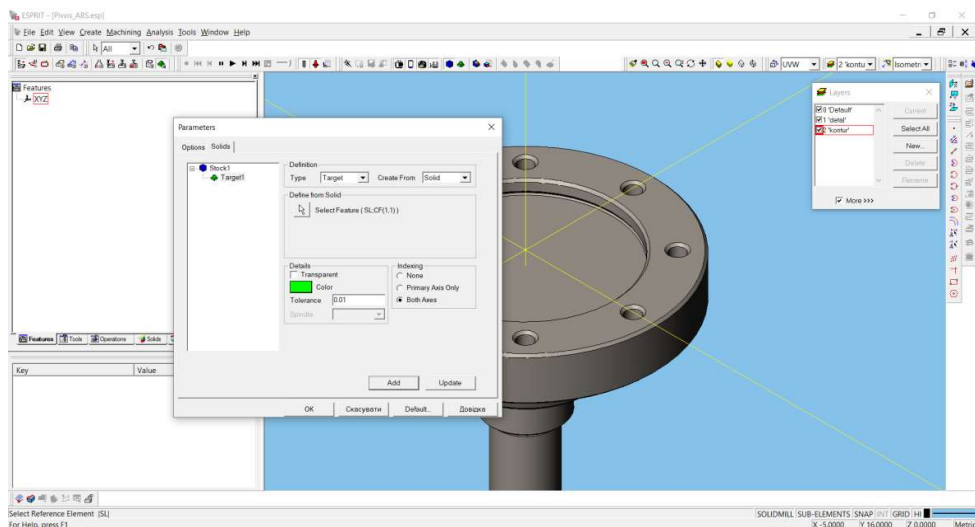 ESPRIT - [Pivvis_ABS.esp]
File Edit View Create Machining Analysis Tools Window Help
All
UVW
2 'kontu'
Isometri
Features
XYZ
Parameters
Options Solids
Stock1
Target1
Definition
Type Target Create From Solid
Define from Solid
Select Feature ( SL;CF(1,1) )
Details
Transparent
Color
Tolerance 0.01
Spindle
Indexing
None
Primary Axis Only
Both Axes
Add Update
OK Скасувати Default... Довідка
Layers
0 'Default'
1 'detal'
2 'kontur'
Current
Select All
New...
Delete
Rename
More >>>
Features Tools Operations Solids
Key Value
Select Reference Element |SL|
SOLIDMILL SUB-ELEMENTS SNAP INT GRID HI
For Help, press F1
X -5.0000 Y 16.0000 Z 0.0000 Metric